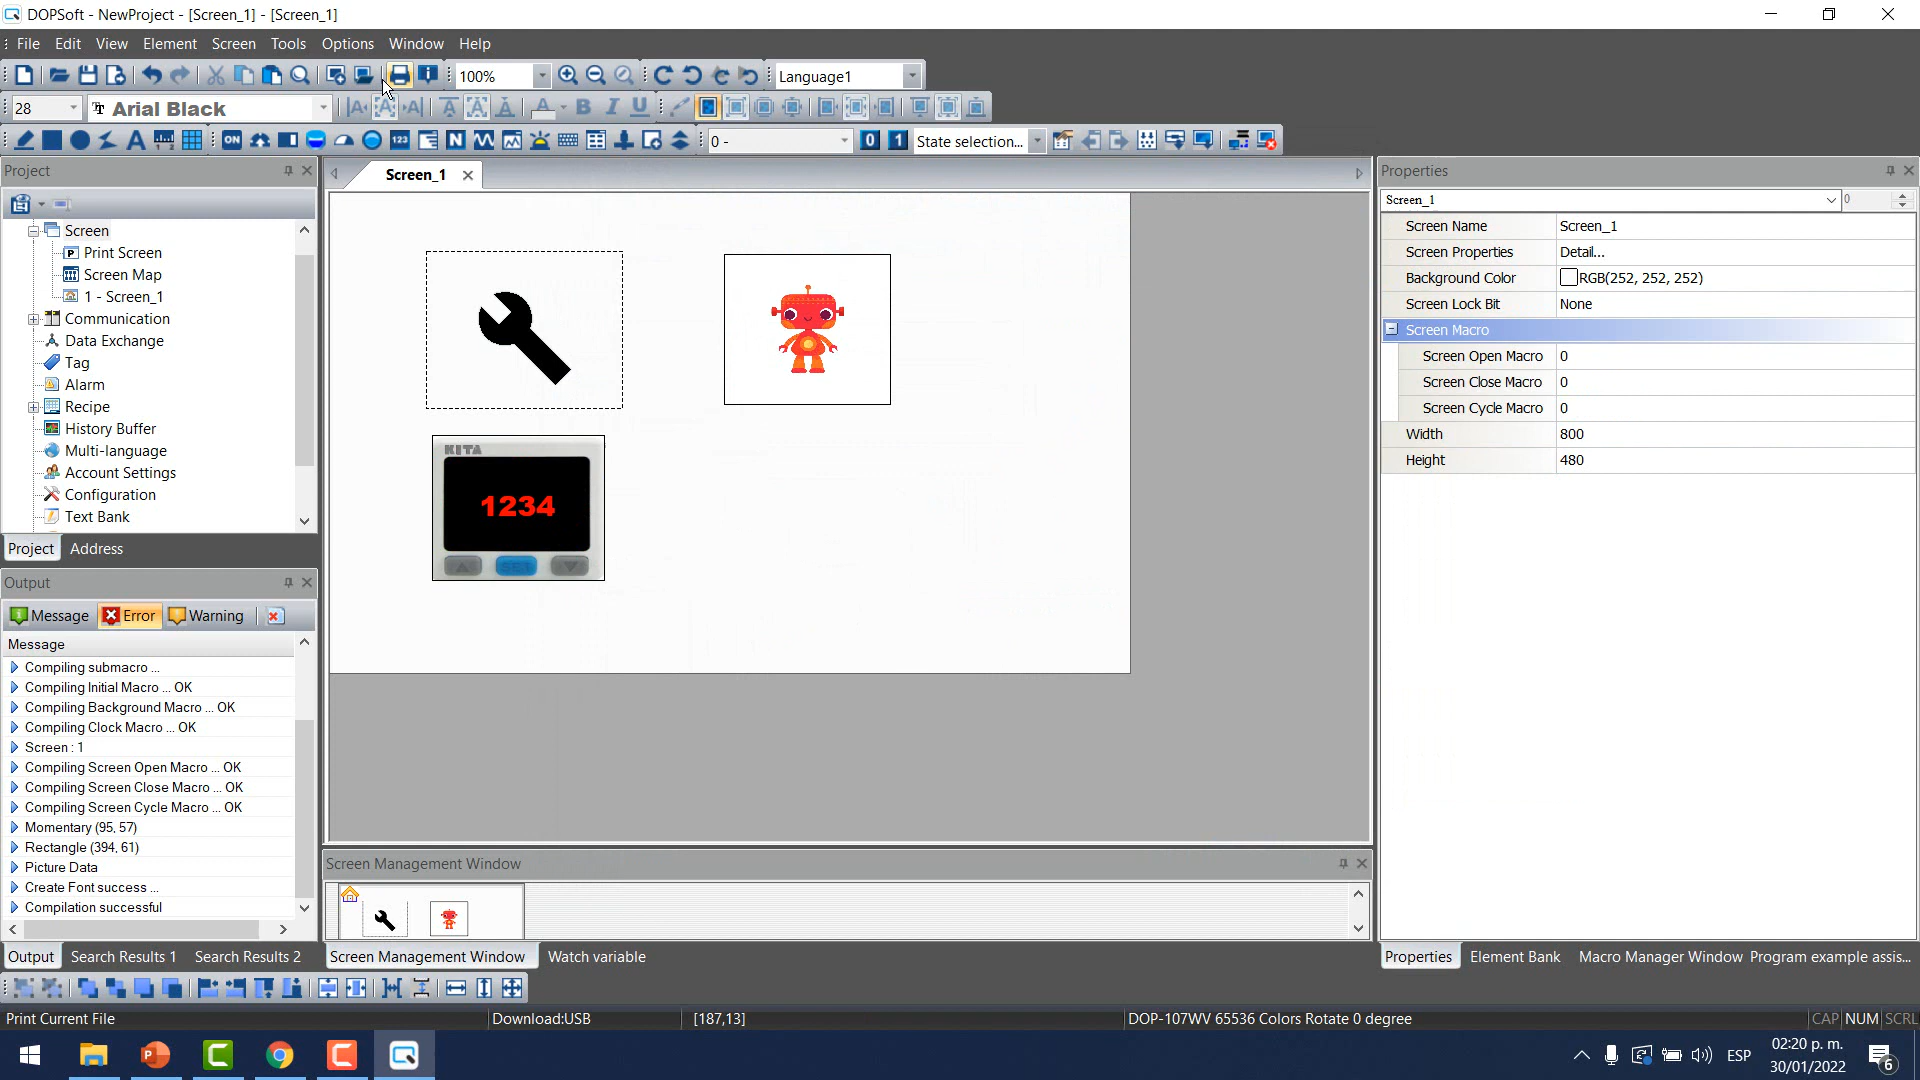 DOPSoft - NewProject - [Screen_1] - [Screen_1]
File Edit View Element Screen Tools Options Window Help
100% Language1
28 Arial Black
A B I U
A ON 123 N 0 - 0 1 State selection...
Project
Screen
Print Screen
Screen Map
1 - Screen_1
Communication
Data Exchange
Tag
Alarm
Recipe
History Buffer
Multi-language
Account Settings
Configuration
Text Bank
Project Address
Output
Message Error Warning
Message
Compiling submacro ...
Compiling Initial Macro ... OK
Compiling Background Macro ... OK
Compiling Clock Macro ... OK
Screen : 1
Compiling Screen Open Macro ... OK
Compiling Screen Close Macro ... OK
Compiling Screen Cycle Macro ... OK
Momentary (95, 57)
Rectangle (394, 61)
Picture Data
Create Font success ...
Compilation successful
Output Search Results 1 Search Results 2
Screen_1
KITA
1234
SET
Screen Management Window
Screen Management Window Watch variable
Properties
Screen_1 0
Screen Name Screen_1
Screen Properties Detail...
Background Color RGB(252, 252, 252)
Screen Lock Bit None
Screen Macro
Screen Open Macro 0
Screen Close Macro 0
Screen Cycle Macro 0
Width 800
Height 480
Properties Element Bank Macro Manager Window Program example assis...
Print Current File Download:USB [187,13] DOP-107WV 65536 Colors Rotate 0 degree CAP NUM SCRL
ESP 02:20 p. m.
30/01/2022
6